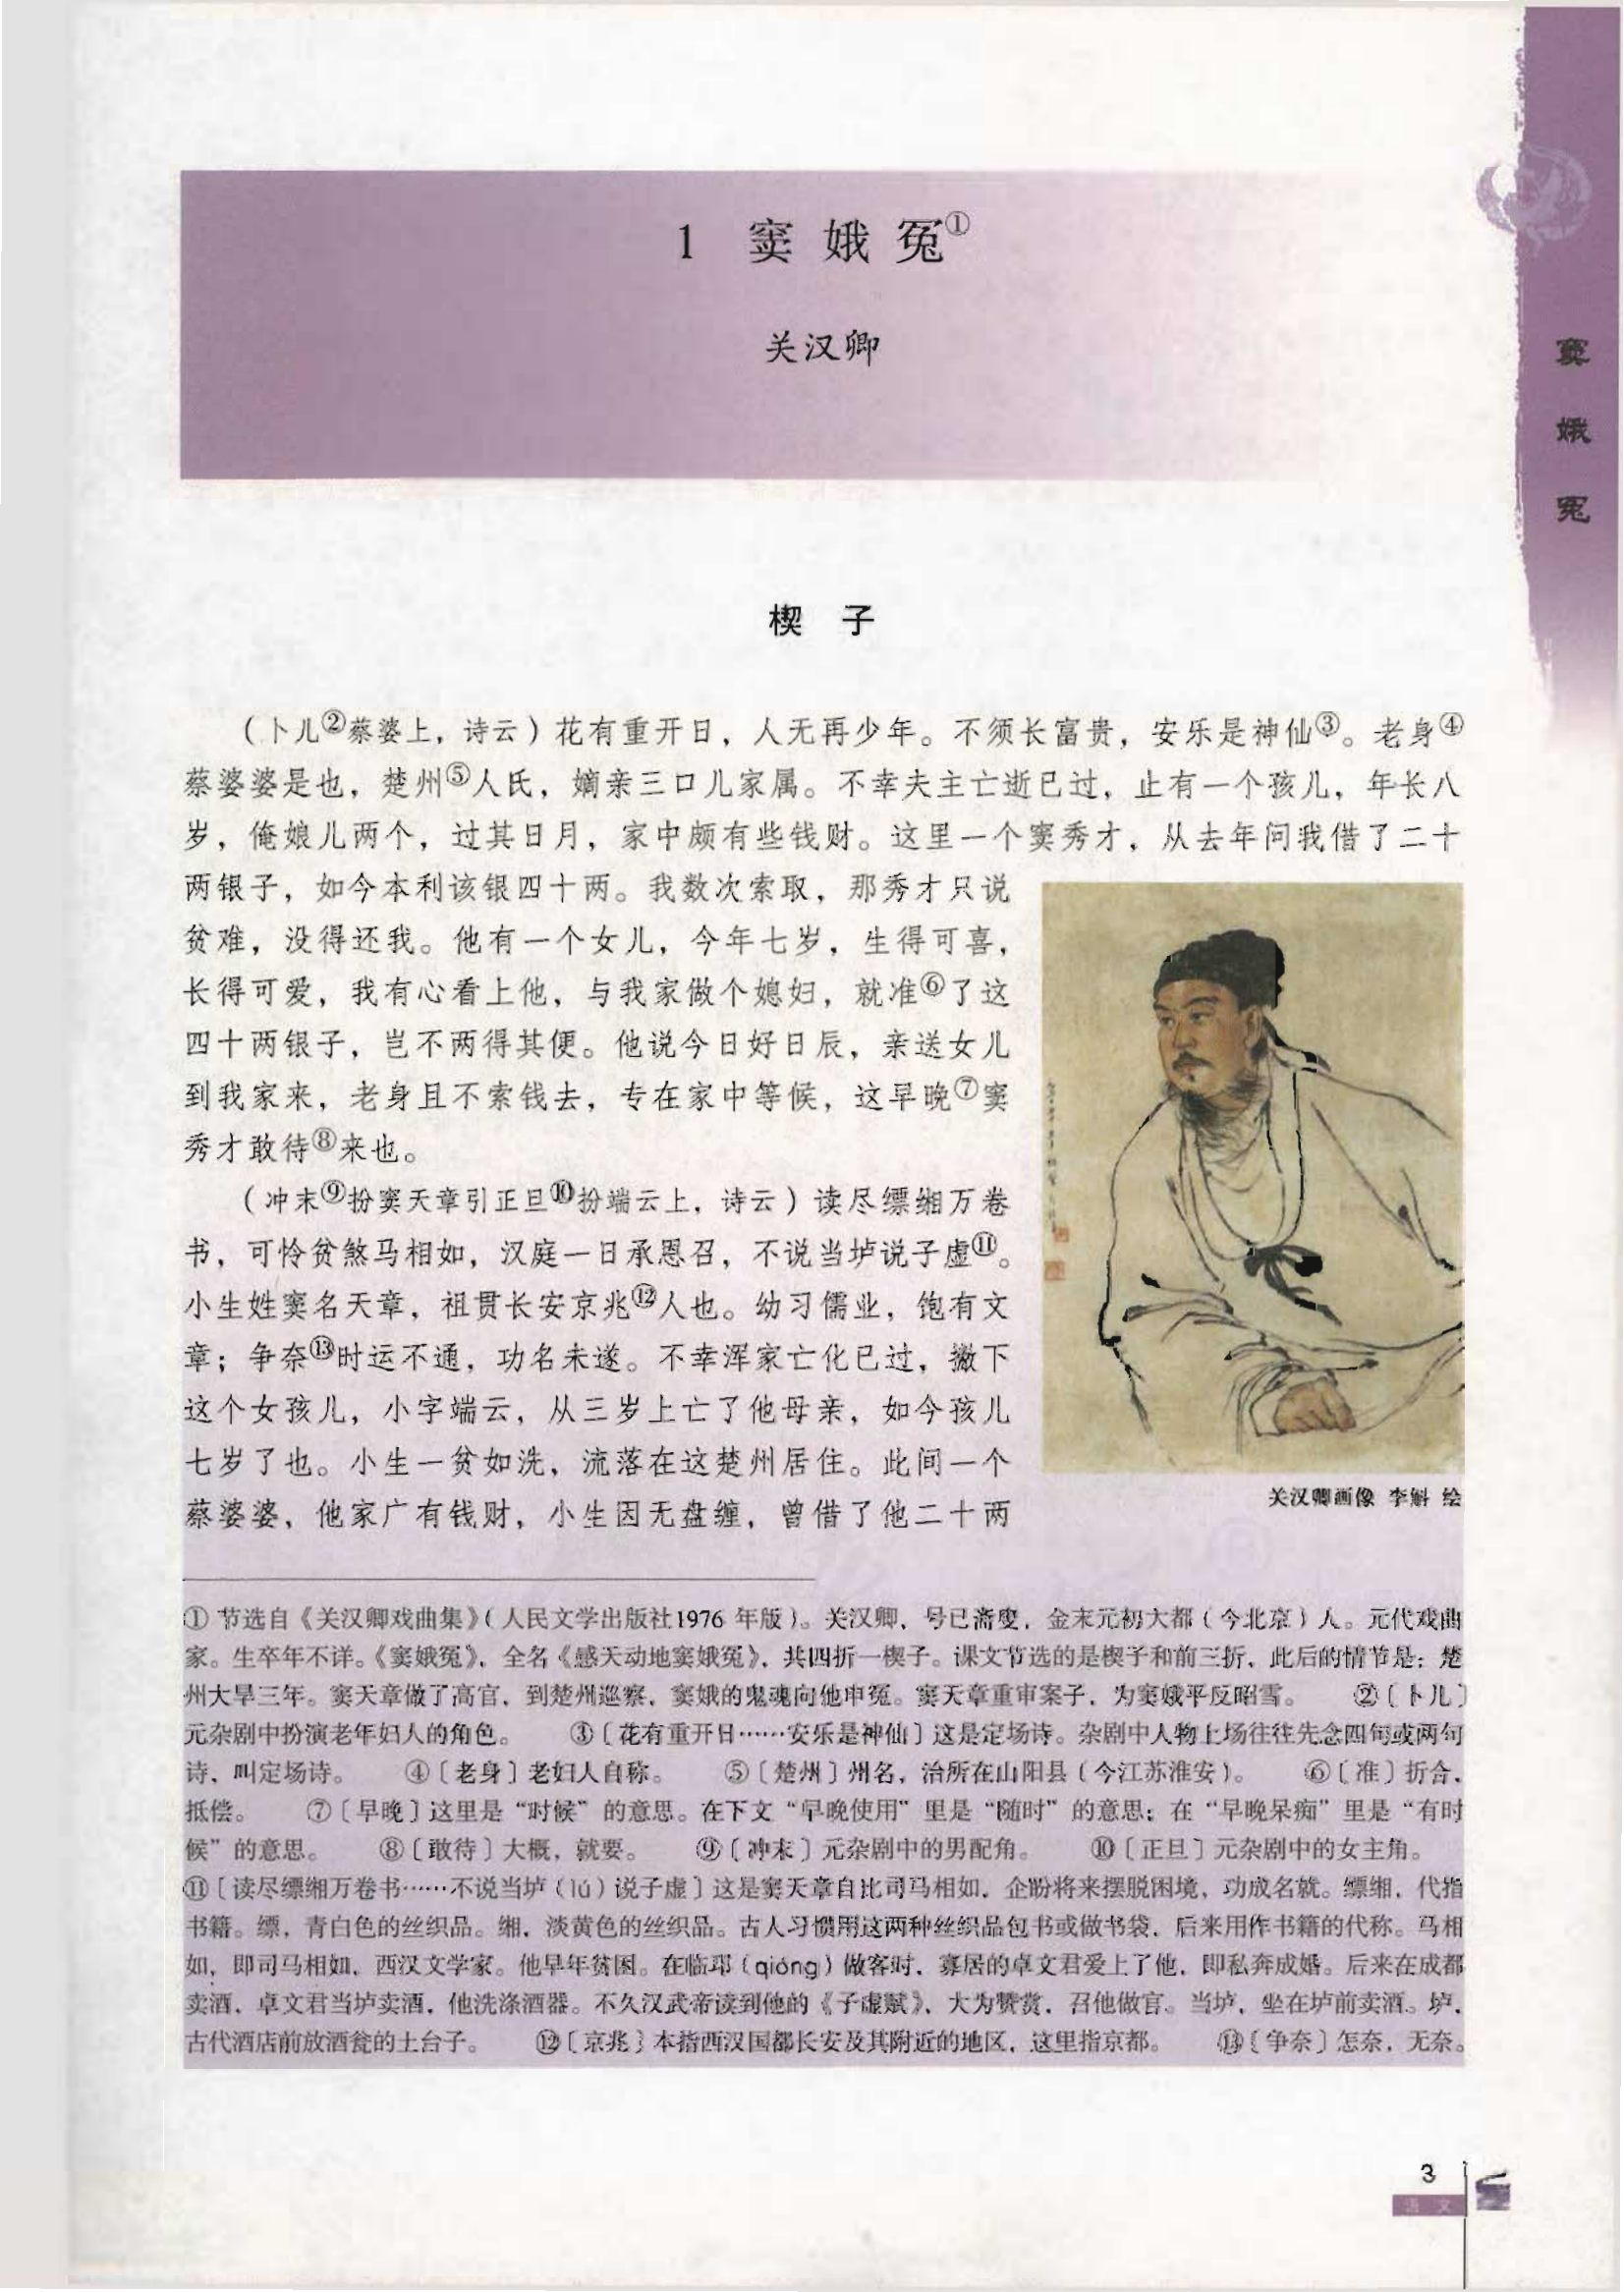 1 窦娥冤①
关汉卿
窦
娥
冤
楔 子
（卜儿②蔡婆上，诗云）花有重开日，人无再少年。不须长富贵，安乐是神仙③。老身④
蔡婆婆是也，楚州⑤人氏，嫡亲三口儿家属。不幸夫主亡逝已过，止有一个孩儿，年长八
岁，俺娘儿两个，过其日月，家中颇有些钱财。这里一个窦秀才，从去年问我借了二十
两银子，如今本利该银四十两。我数次索取，那秀才只说
贫难，没得还我。他有一个女儿，今年七岁，生得可喜，
长得可爱，我有心看上他，与我家做个媳妇，就准⑥了这
四十两银子，岂不两得其便。他说今日好日辰，亲送女儿
到我家来，老身且不索钱去，专在家中等候，这早晚⑦窦
秀才敢待⑧来也。
（冲末⑨扮窦天章引正旦⑩扮端云上，诗云）读尽缥缃万卷
书，可怜贫煞马相如，汉庭一日承恩召，不说当垆说子虚⑪。
小生姓窦名天章，祖贯长安京兆⑫人也。幼习儒业，饱有文
章；争奈⑬时运不通，功名未遂。不幸浑家亡化已过，撇下
这个女孩儿，小字端云，从三岁上亡了他母亲，如今孩儿
七岁了也。小生一贫如洗，流落在这楚州居住。此间一个
蔡婆婆，他家广有钱财，小生因无盘缠，曾借了他二十两
关汉卿画像 李斛 绘
①节选自《关汉卿戏曲集》（人民文学出版社1976 年版）。关汉卿，号已斋叟，金末元初大都（今北京）人。元代戏曲
家。生卒年不详。《窦娥冤》，全名《感天动地窦娥冤》，共四折一楔子。课文节选的是楔子和前三折，此后的情节是：楚
州大旱三年。窦天章做了高官，到楚州巡察，窦娥的鬼魂向他申冤。窦天章重审案子，为窦娥平反昭雪。 ②〔卜儿〕
元杂剧中扮演老年妇人的角色。 ③〔花有重开日……安乐是神仙〕这是定场诗。杂剧中人物上场往往先念四句或两句
诗，叫定场诗。 ④〔老身〕老妇人自称。 ⑤〔楚州〕州名，治所在山阳县（今江苏淮安）。 ⑥〔准〕折合，
抵偿。 ⑦〔早晚〕这里是“时候”的意思。在下文“早晚使用”里是“随时”的意思；在“早晚呆痴”里是“有时
候”的意思。 ⑧〔敢待〕大概，就要。 ⑨〔冲末〕元杂剧中的男配角。 ⑩〔正旦〕元杂剧中的女主角。
⑪〔读尽缥缃万卷书……不说当垆（lú）说子虚〕这是窦天章自比司马相如，企盼将来摆脱困境，功成名就。缥缃，代指
书籍。缥，青白色的丝织品。缃，淡黄色的丝织品。古人习惯用这两种丝织品包书或做书袋，后来用作书籍的代称。马相
如，即司马相如，西汉文学家。他早年贫困。在临邛（qióng）做客时，寡居的卓文君爱上了他，即私奔成婚。后来在成都
卖酒，卓文君当垆卖酒，他洗涤酒器。不久汉武帝读到他的《子虚赋》，大为赞赏，召他做官。当垆，坐在垆前卖酒。垆，
古代酒店前放酒瓮的土台子。 ⑫〔京兆〕本指西汉国都长安及其附近的地区，这里指京都。 ⑬〔争奈〕怎奈，无奈。
3
语 文